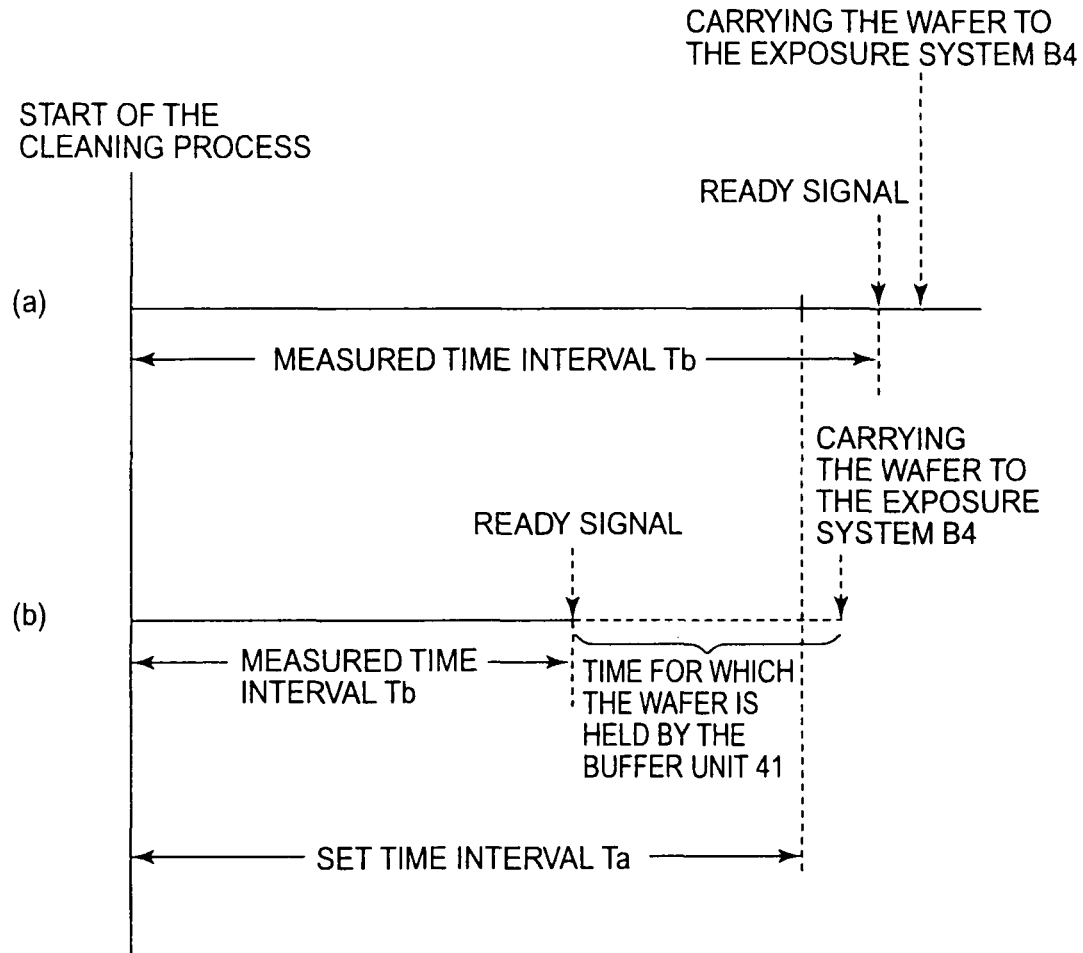 CARRYING THE WAFER TO
THE EXPOSURE SYSTEM B4
START OF THE
CLEANING PROCESS
READY SIGNAL
(a)
MEASURED TIME INTERVAL Tb
CARRYING
THE WAFER TO
THE EXPOSURE
SYSTEM B4
READY SIGNAL
(b)
MEASURED TIME
INTERVAL Tb
TIME FOR WHICH
THE WAFER IS
HELD BY THE
BUFFER UNIT 41
SET TIME INTERVAL Ta